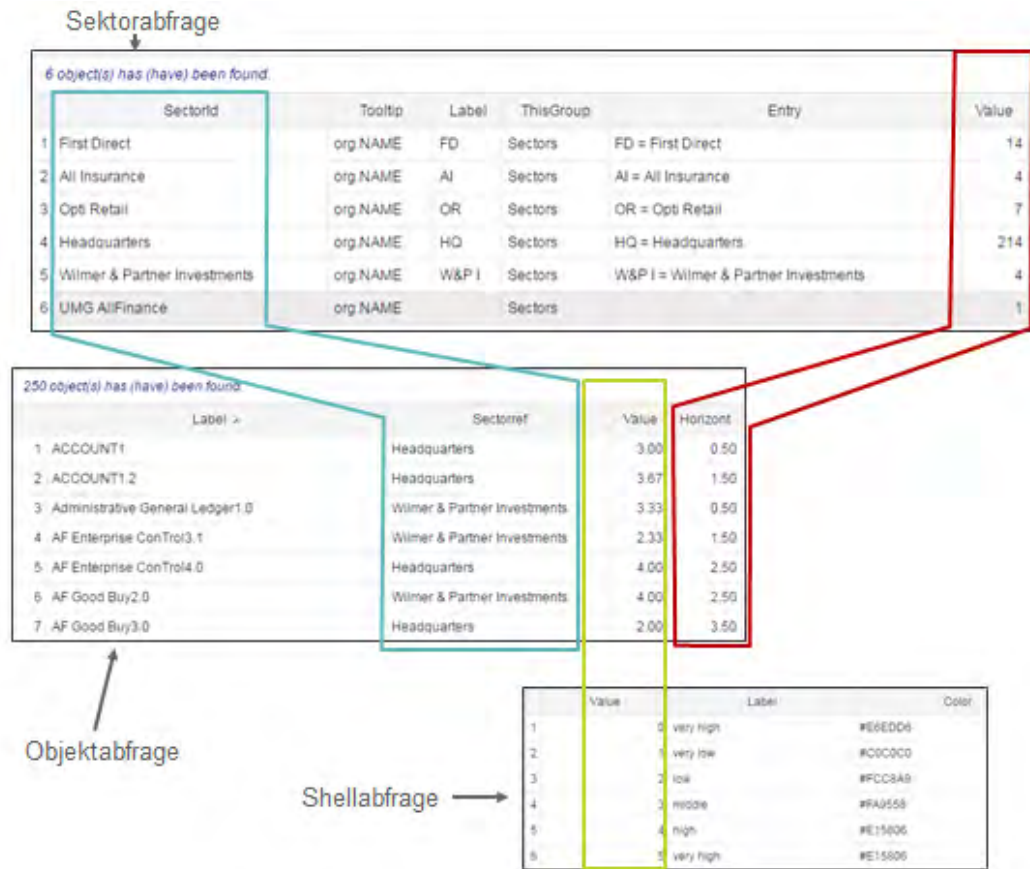 Sektorabfrage
6 object(s) has (have) been found.
SectorId Tooltip Label ThisGroup Entry Value
1 First Direct org.NAME FD Sectors FD = First Direct 14
2 All Insurance org.NAME AI Sectors AI = All Insurance 4
3 Opti Retail org.NAME OR Sectors OR = Opti Retail 7
4 Headquarters org.NAME HQ Sectors HQ = Headquarters 214
5 Wilmer & Partner Investments org.NAME W&P I Sectors W&P I = Wilmer & Partner Investments 4
6 UMG AllFinance org.NAME Sectors 1
250 object(s) has (have) been found.
Label Sectorref Value Horizont
1 ACCOUNT1 Headquarters 3.00 0.50
2 ACCOUNT1.2 Headquarters 3.67 1.50
3 Administrative General Ledger1.0 Wilmer & Partner Investments 3.33 0.50
4 AF Enterprise ConTrol3.1 Wilmer & Partner Investments 2.33 1.50
5 AF Enterprise ConTrol4.0 Headquarters 4.00 2.50
6 AF Good Buy2.0 Wilmer & Partner Investments 4.00 2.50
7 AF Good Buy3.0 Headquarters 2.00 3.50
Objektabfrage
Shellabfrage
Value Label Color
1 0 very high #E6EDD6
2 1 very low #C0C0C0
3 2 low #FCC8A9
4 3 middle #FA9558
5 4 high #E15806
6 5 very high #E15806